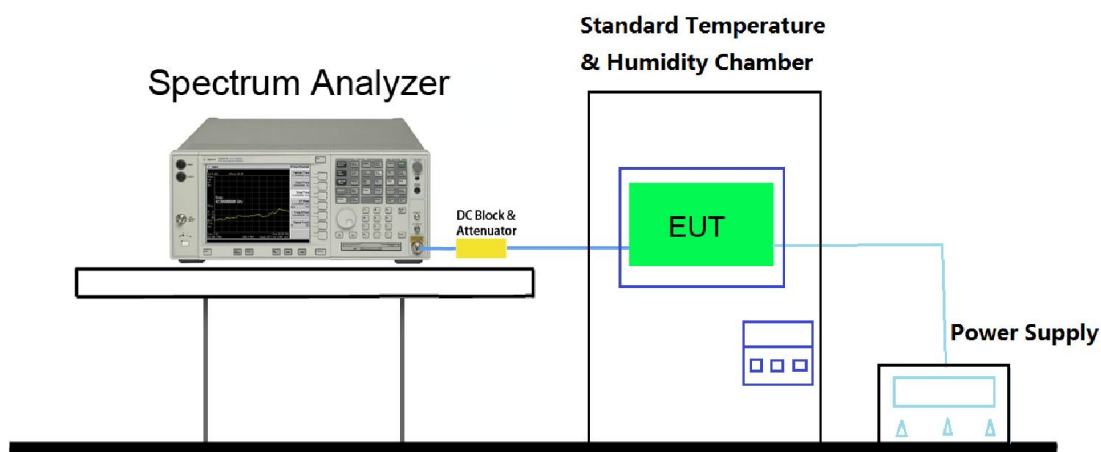 Standard Temperature
& Humidity Chamber
Spectrum Analyzer
DC Block &
Attenuator
EUT
Power Supply